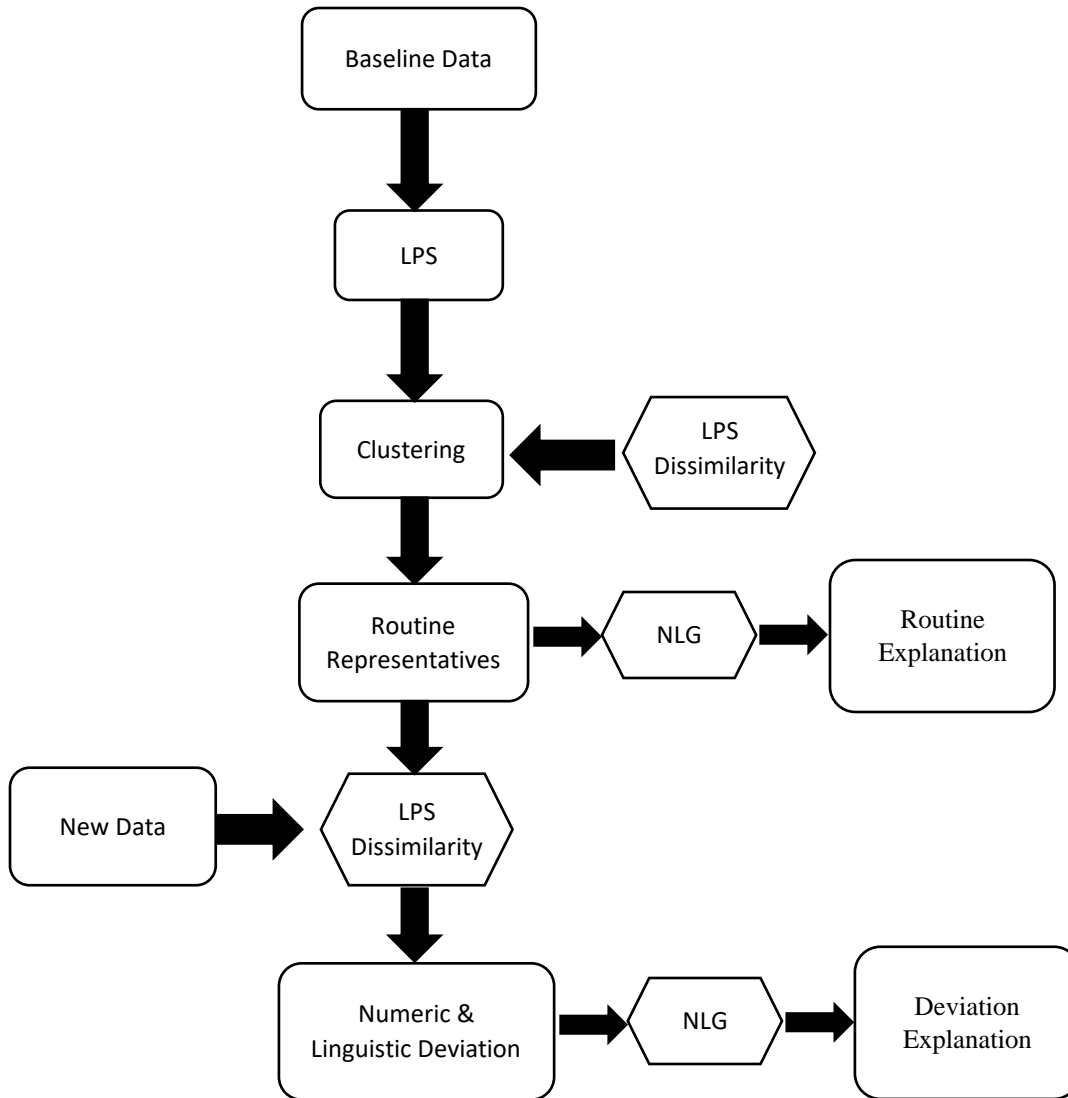 Baseline Data
LPS
Clustering
LPS
Dissimilarity
Routine
Representatives
NLG
Routine
Explanation
New Data
LPS
Dissimilarity
Numeric &
Linguistic Deviation
NLG
Deviation
Explanation